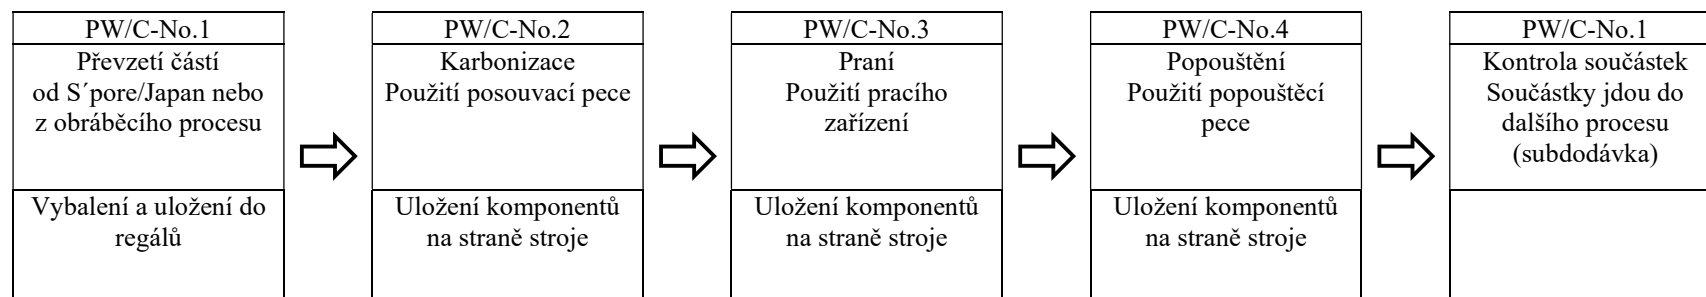 PW/C-No.1
Převzetí částí
od S´pore/Japan nebo
z obráběcího procesu
Vybalení a uložení do
regálů
PW/C-No.2
Karbonizace
Použití posouvací pece
Uložení komponentů
na straně stroje
PW/C-No.3
Praní
Použití pracího
zařízení
Uložení komponentů
na straně stroje
PW/C-No.4
Popouštění
Použití popouštěcí
pece
Uložení komponentů
na straně stroje
PW/C-No.1
Kontrola součástek
Součástky jdou do
dalšího procesu
(subdodávka)